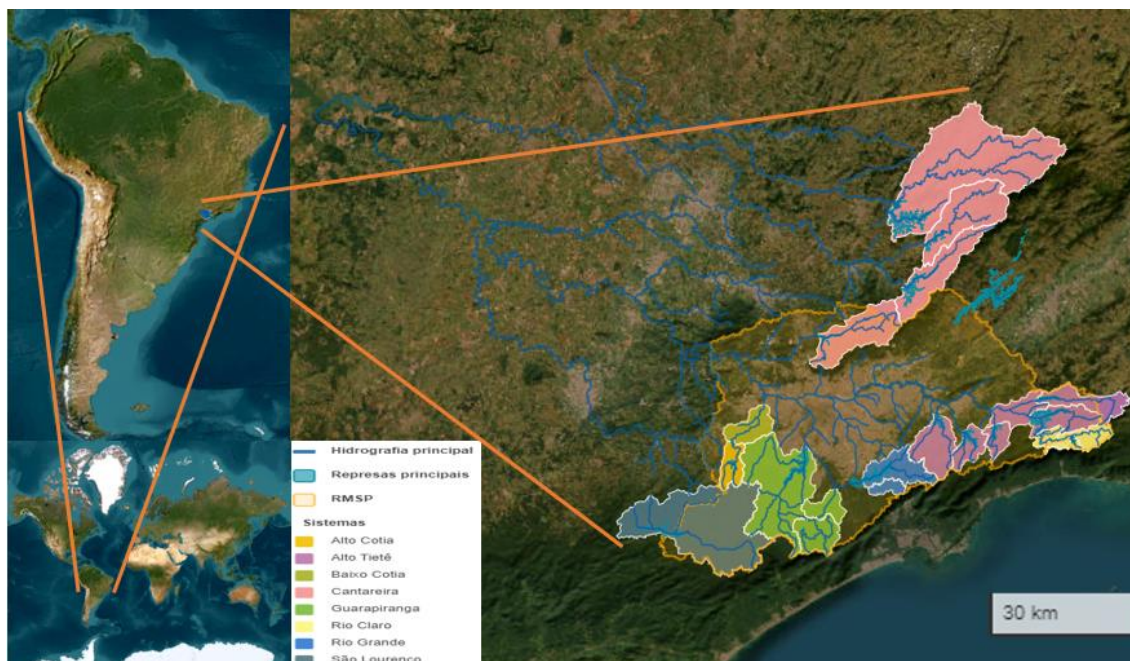 Hidrografia principal
Represas principais
RMSP
Sistemas
Alto Cotia
Alto Tietê
Baixo Cotia
Cantareira
Guarapiranga
Rio Claro
Rio Grande
São Lourenço
30 km